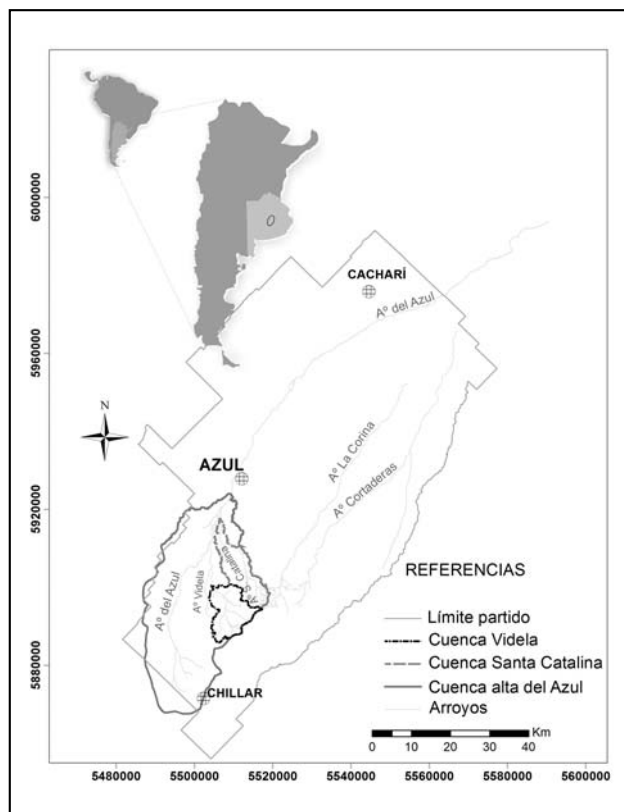 6000000
5960000
5920000
5880000
CACHARÍ
Aº del Azul
N
AZUL
Aº La Corina
Aº Cortaderas
Aº del Azul
Aº Videla
Aº S. Catalina
CHILLAR
REFERENCIAS
Límite partido
Cuenca Videla
Cuenca Santa Catalina
Cuenca alta del Azul
Arroyos
Km
0 5 10 20 30 40
5480000 5500000 5520000 5540000 5560000 5580000 5600000